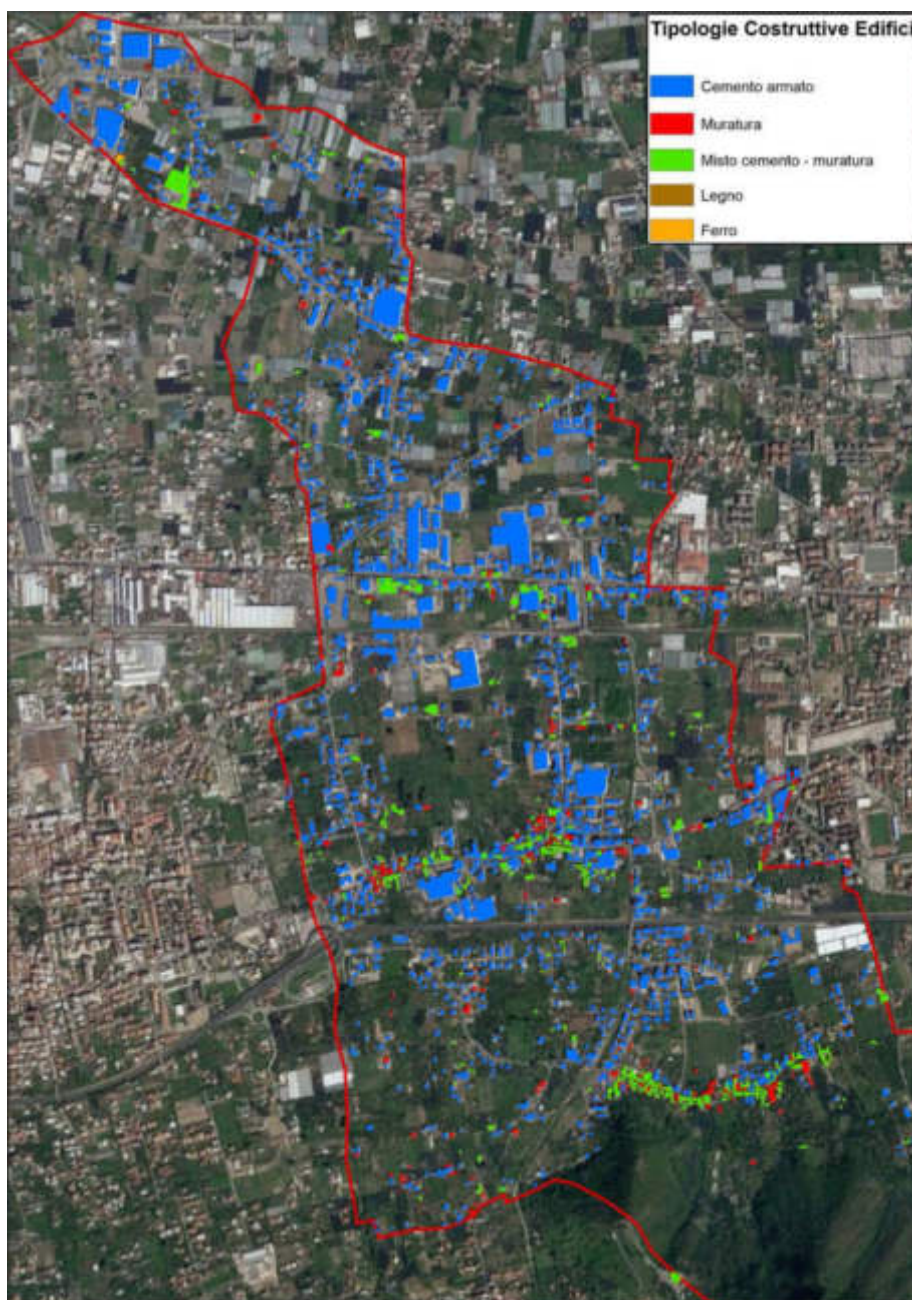 Tipologie Costruttive Edifici
Cemento armato
Muratura
Misto cemento - muratura
Legno
Ferro